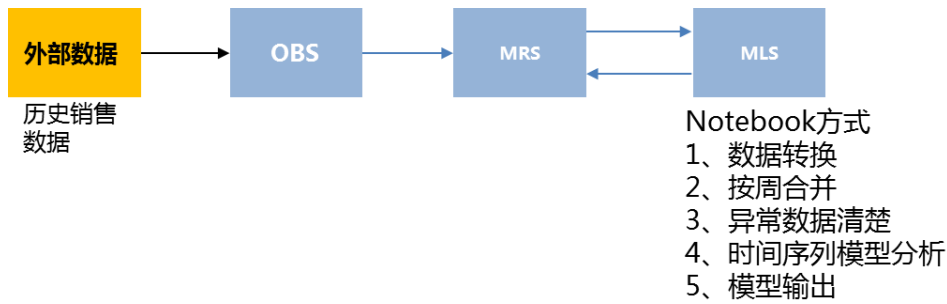 外部数据
OBS
MRS
MLS
历史销售
数据
Notebook方式
1、数据转换
2、按周合并
3、异常数据清楚
4、时间序列模型分析
5、模型输出